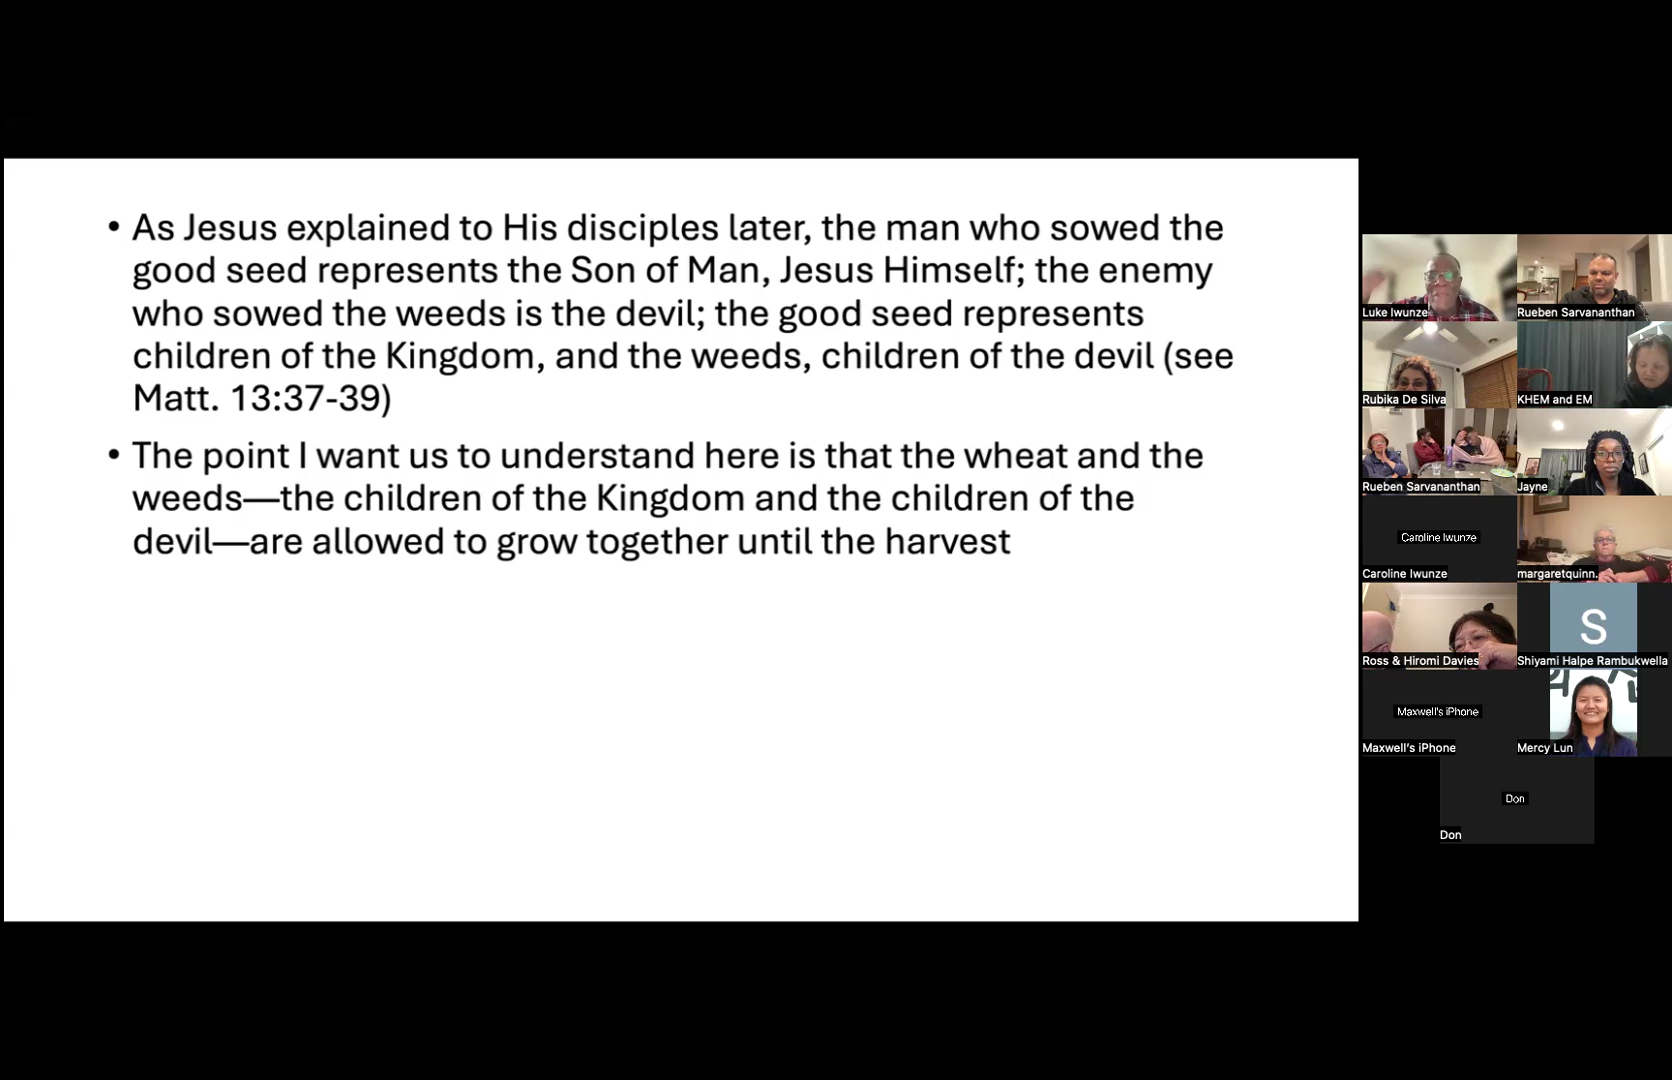 • As Jesus explained to His disciples later, the man who sowed the
good seed represents the Son of Man, Jesus Himself; the enemy
who sowed the weeds is the devil; the good seed represents
children of the Kingdom, and the weeds, children of the devil (see
Matt. 13:37-39)
• The point I want us to understand here is that the wheat and the
weeds—the children of the Kingdom and the children of the
devil—are allowed to grow together until the harvest
Luke Iwunze
Rueben Sarvananthan
Rubika De Silva
KHEM and EM
Rueben Sarvananthan
Jayne
Caroline Iwunze
Caroline Iwunze
margaretquinn.
Ross & Hiromi Davies
S
Shiyami Halpe Rambukwella
Maxwell's iPhone
Maxwell's iPhone
Mercy Lun
Don
Don